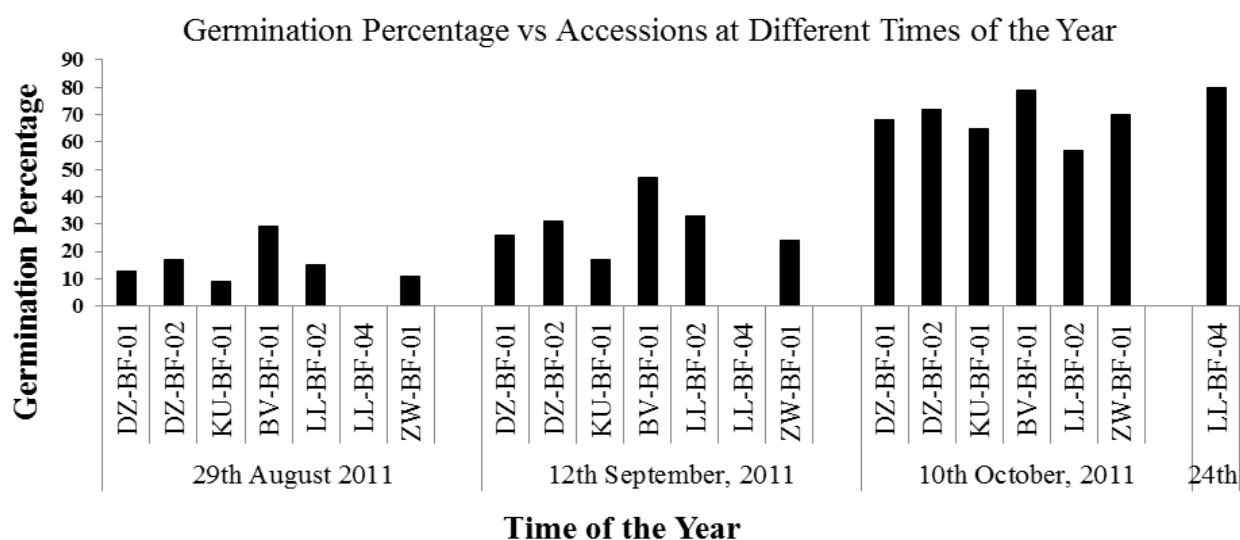 Germination Percentage vs Accessions at Different Times of the Year
Germination Percentage
90
80
70
60
50
40
30
20
10
0
DZ-BF-01
DZ-BF-02
KU-BF-01
BV-BF-01
LL-BF-02
LL-BF-04
ZW-BF-01
DZ-BF-01
DZ-BF-02
KU-BF-01
BV-BF-01
LL-BF-02
LL-BF-04
ZW-BF-01
DZ-BF-01
DZ-BF-02
KU-BF-01
BV-BF-01
LL-BF-02
ZW-BF-01
LL-BF-04
29th August 2011
12th September, 2011
10th October, 2011
24th
Time of the Year